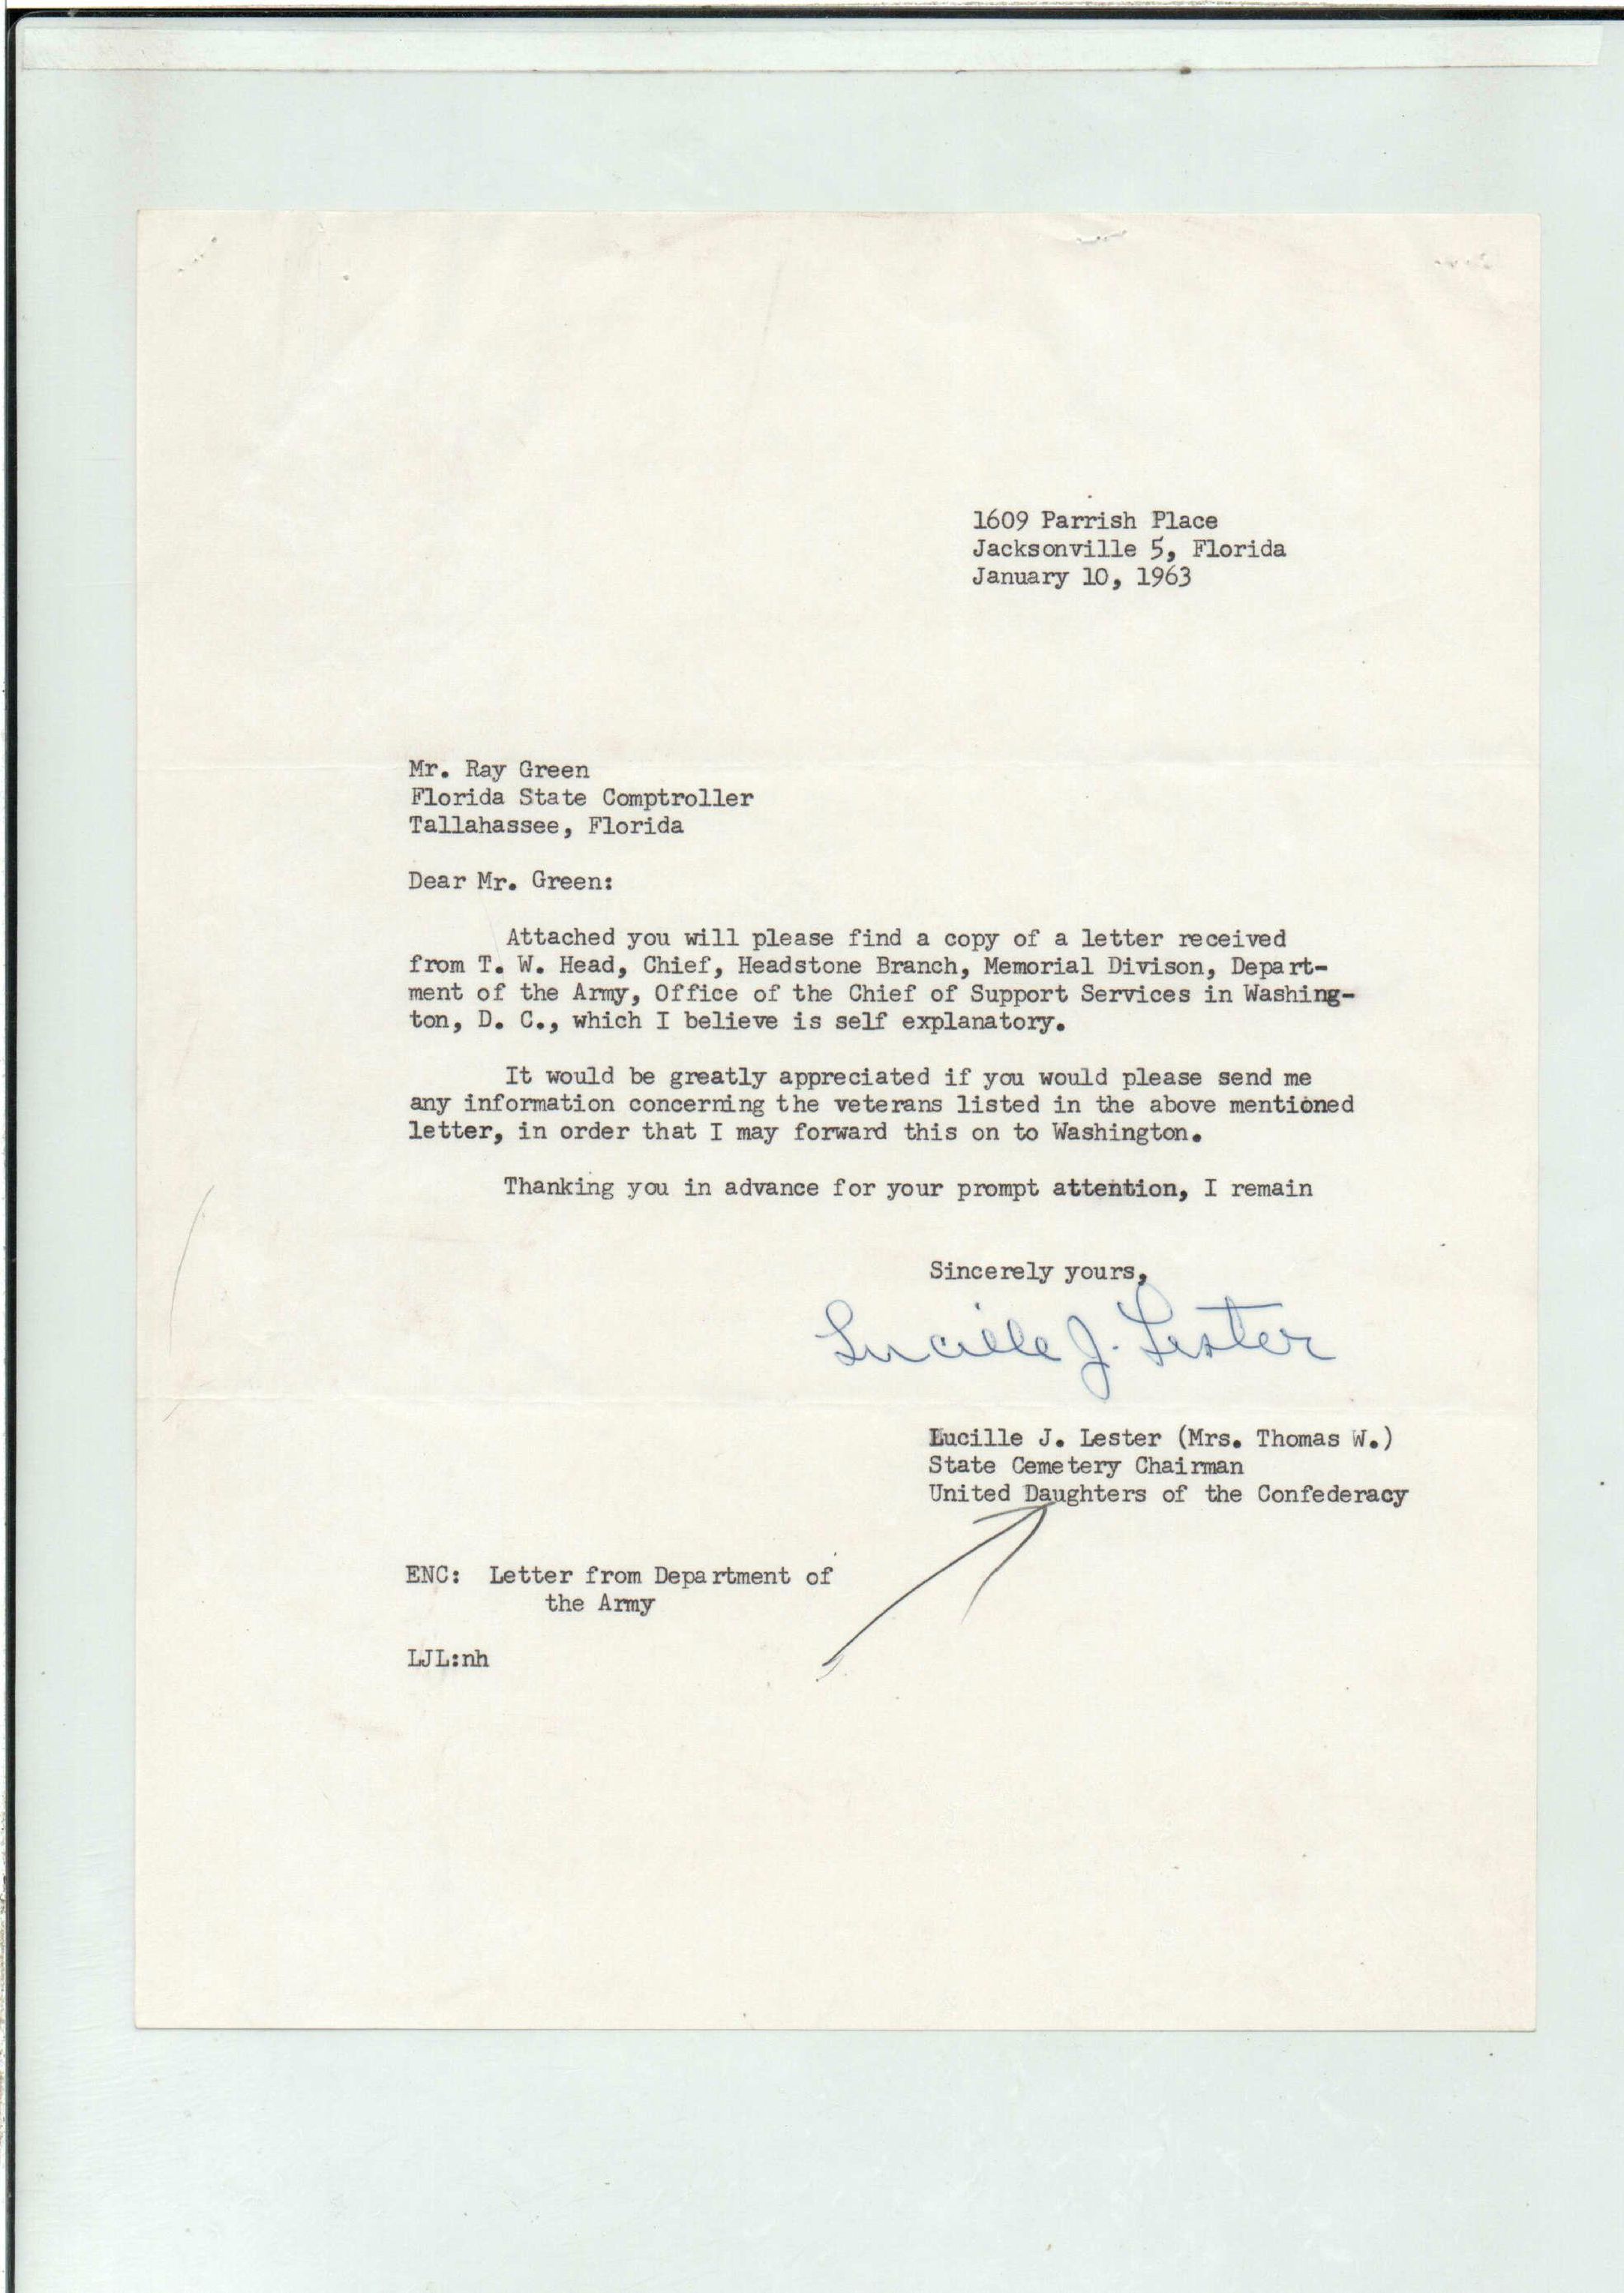 1609 Parrish Place
Jacksonville 5, Florida
January 10, 1963
Mr. Ray Green
Florida State Comptroller
Tallahassee, Florida
Dear Mr. Green:
Attached you will please find a copy of a letter received
from T. W. Head, Chief, Headstone Branch, Memorial Divison, Depart-
ment of the Army, Office of the Chief of Support Services in Washing-
ton, D. C., which I believe is self explanatory.
It would be greatly appreciated if you would please send me
any information concerning the veterans listed in the above mentioned
letter, in order that I may forward this on to Washington.
Thanking you in advance for your prompt attention, I remain
Sincerely yours,
Lucille J. Lester
Lucille J. Lester (Mrs. Thomas W.)
State Cemetery Chairman
United Daughters of the Confederacy
ENC: Letter from Department of
the Army
LJL:nh